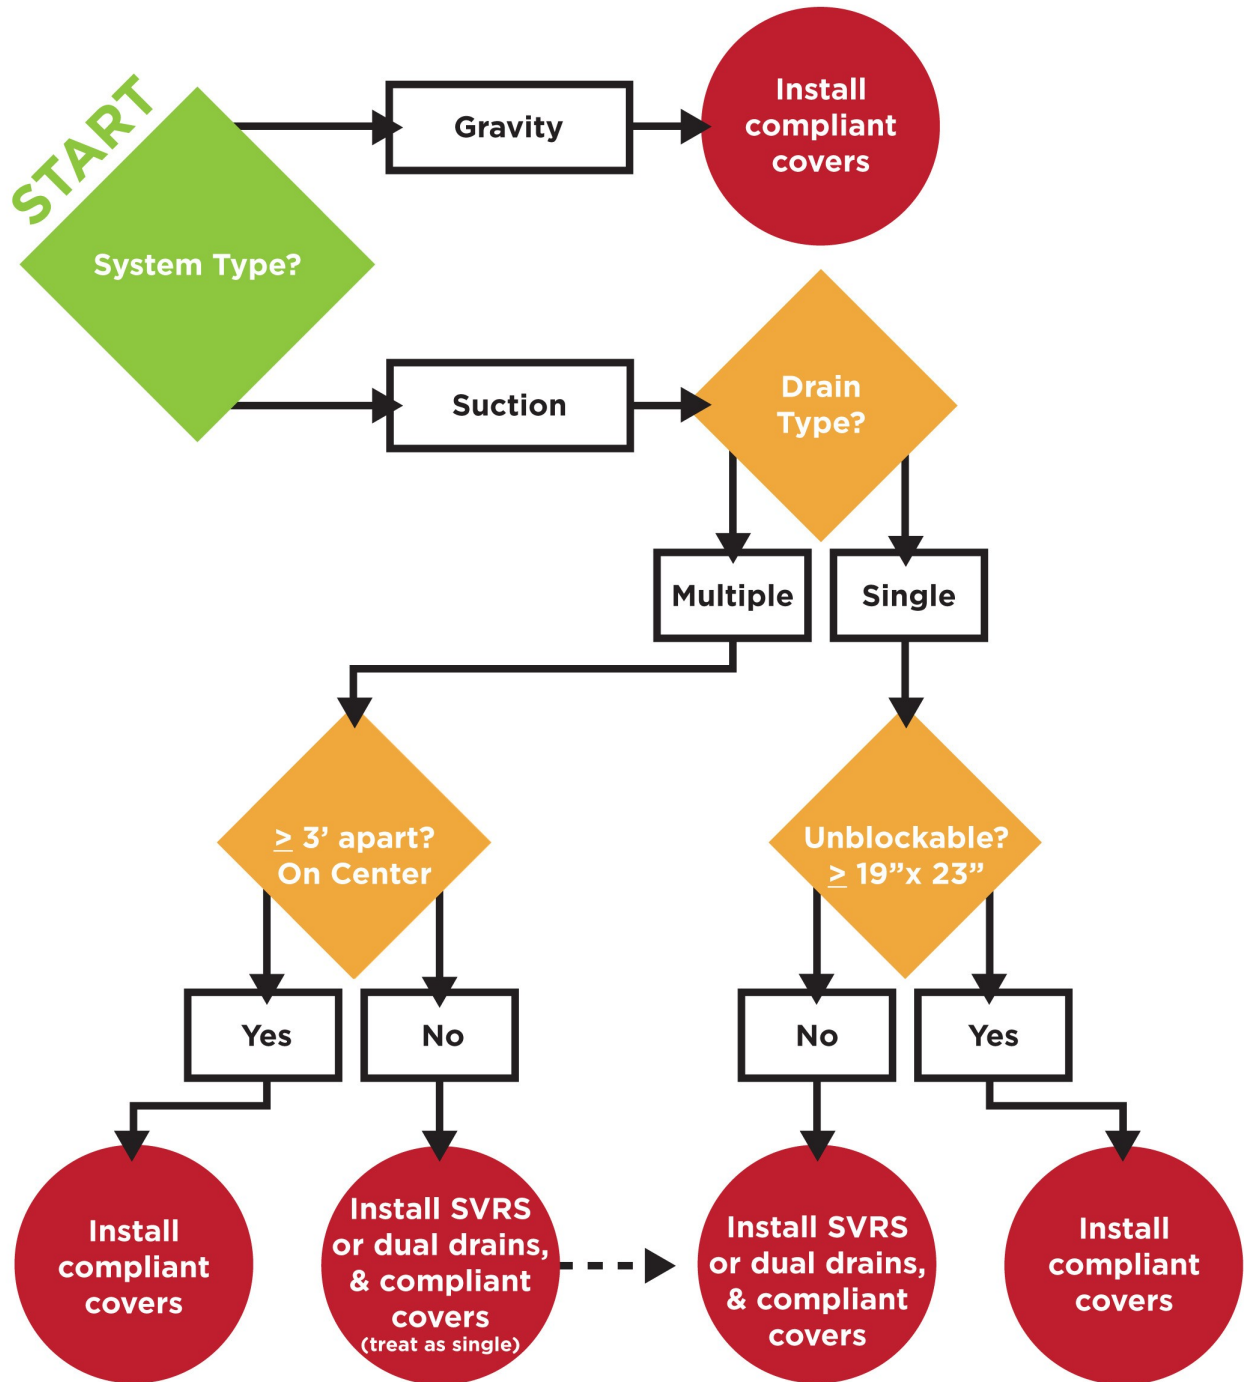 START
System Type?
Gravity
Install
compliant
covers
Suction
Drain
Type?
Multiple
Single
≥ 3’ apart?
On Center
Unblockable?
≥ 19”x 23”
Yes
No
No
Yes
Install
compliant
covers
Install SVRS
or dual drains,
& compliant
covers
(treat as single)
Install SVRS
or dual drains,
& compliant
covers
Install
compliant
covers